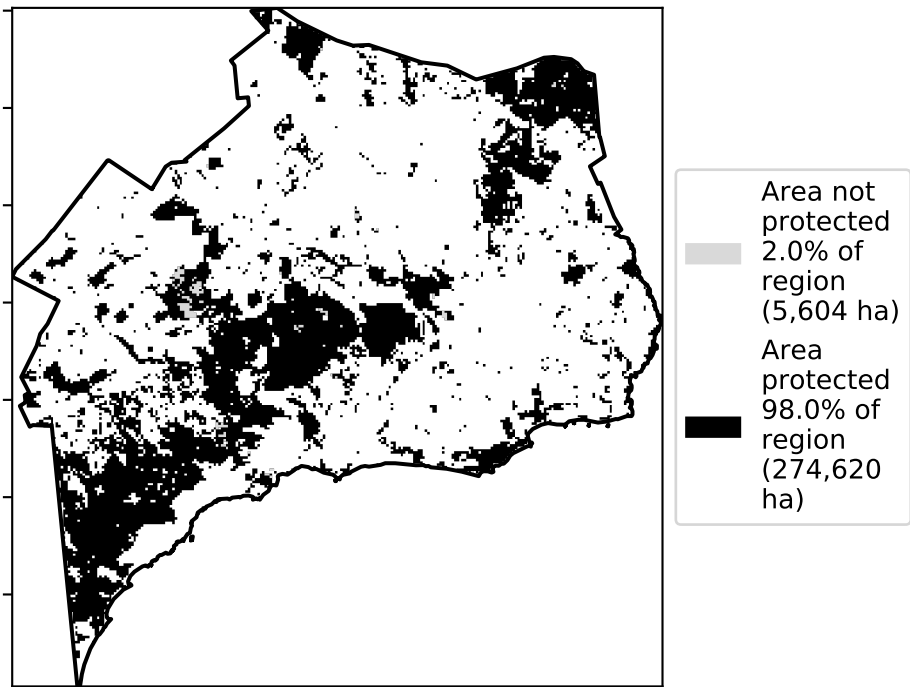 Area not
protected
2.0% of
region
(5,604 ha)
Area
protected
98.0% of
region
(274,620
ha)